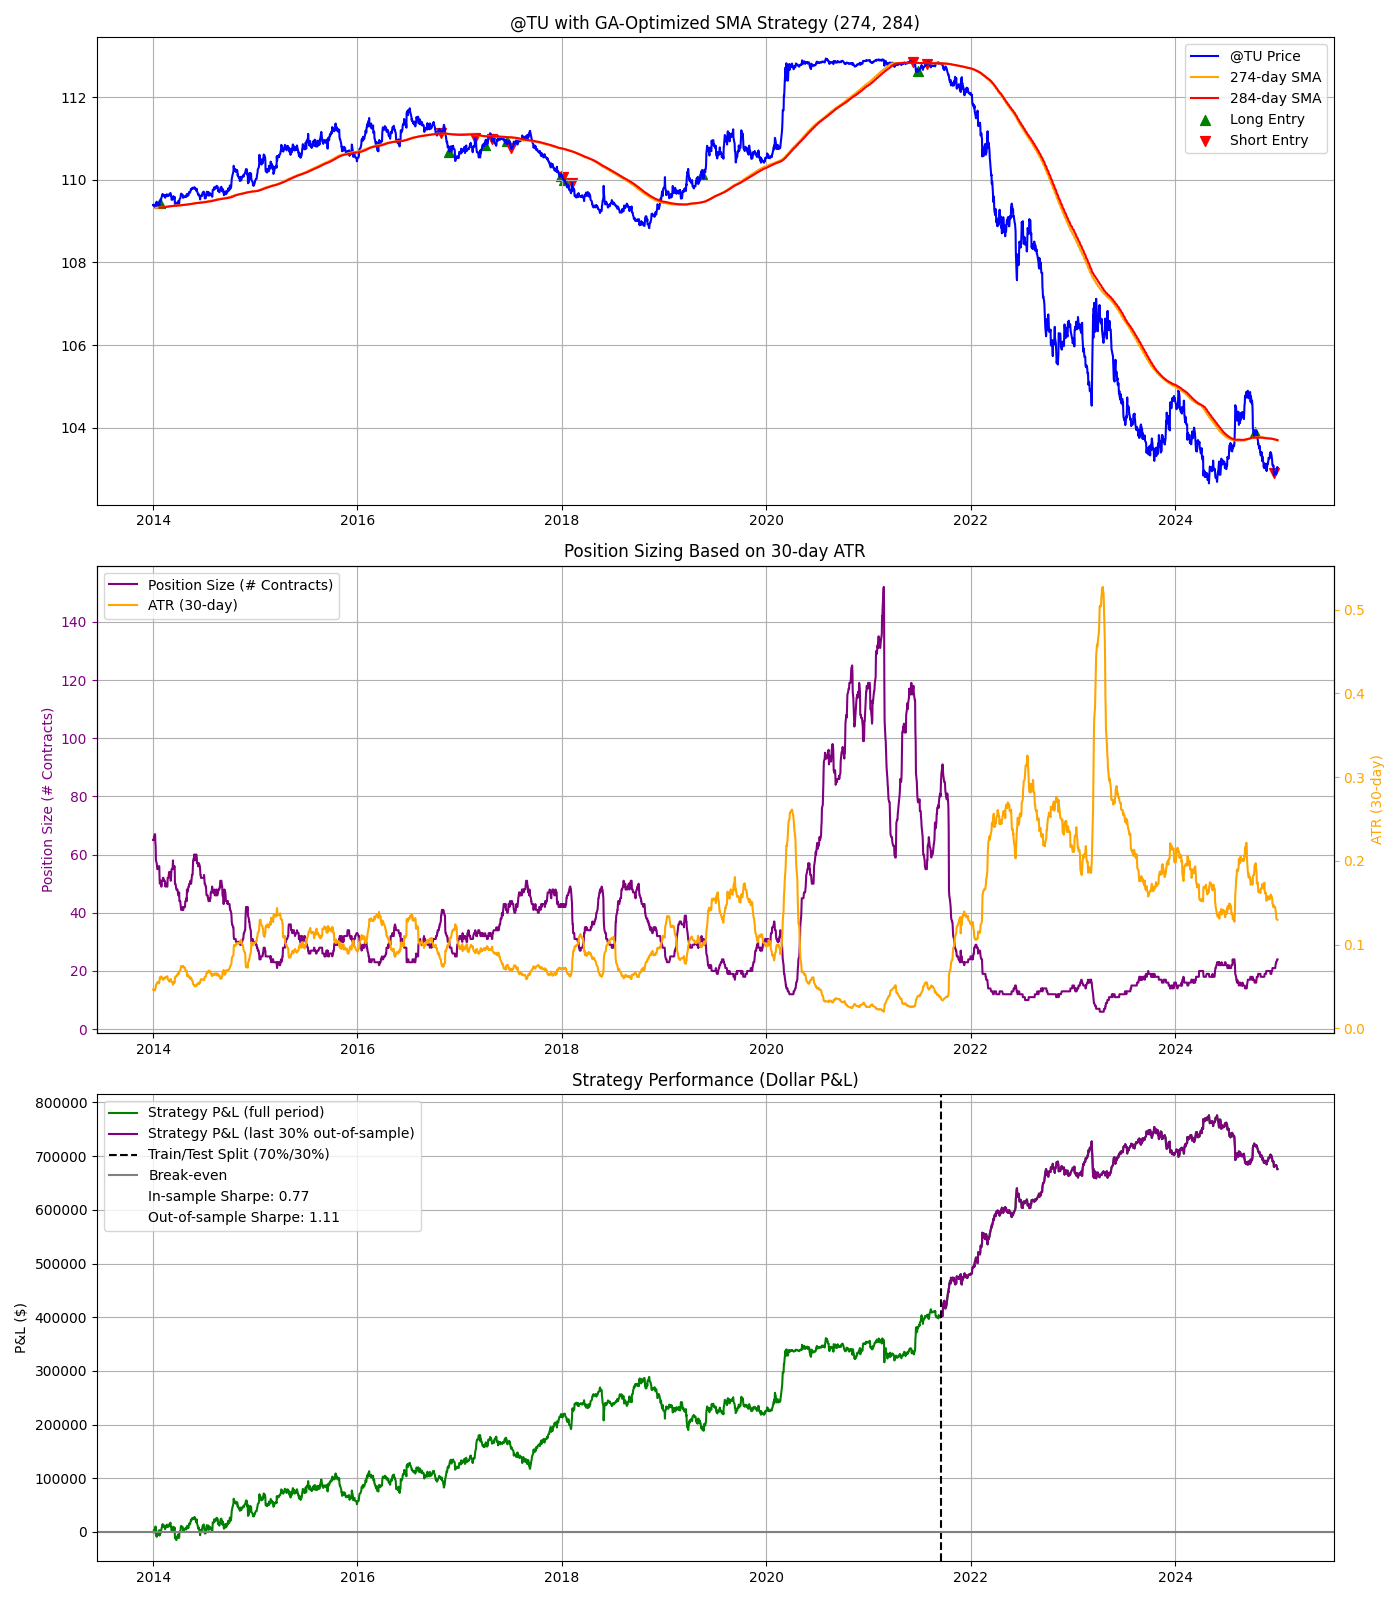 @TU with GA-Optimized SMA Strategy (274, 284)
@TU Price
274-day SMA
284-day SMA
Long Entry
Short Entry
112
110
108
106
104
2014 2016 2018 2020 2022 2024
Position Sizing Based on 30-day ATR
Position Size (# Contracts)
ATR (30-day)
Position Size (# Contracts)
140
120
100
80
60
40
20
0
0.5
0.4
0.3
0.2
0.1
0.0
ATR (30-day)
2014 2016 2018 2020 2022 2024
Strategy Performance (Dollar P&L)
Strategy P&L (full period)
Strategy P&L (last 30% out-of-sample)
Train/Test Split (70%/30%)
Break-even
In-sample Sharpe: 0.77
Out-of-sample Sharpe: 1.11
P&L ($)
800000
700000
600000
500000
400000
300000
200000
100000
0
2014 2016 2018 2020 2022 2024